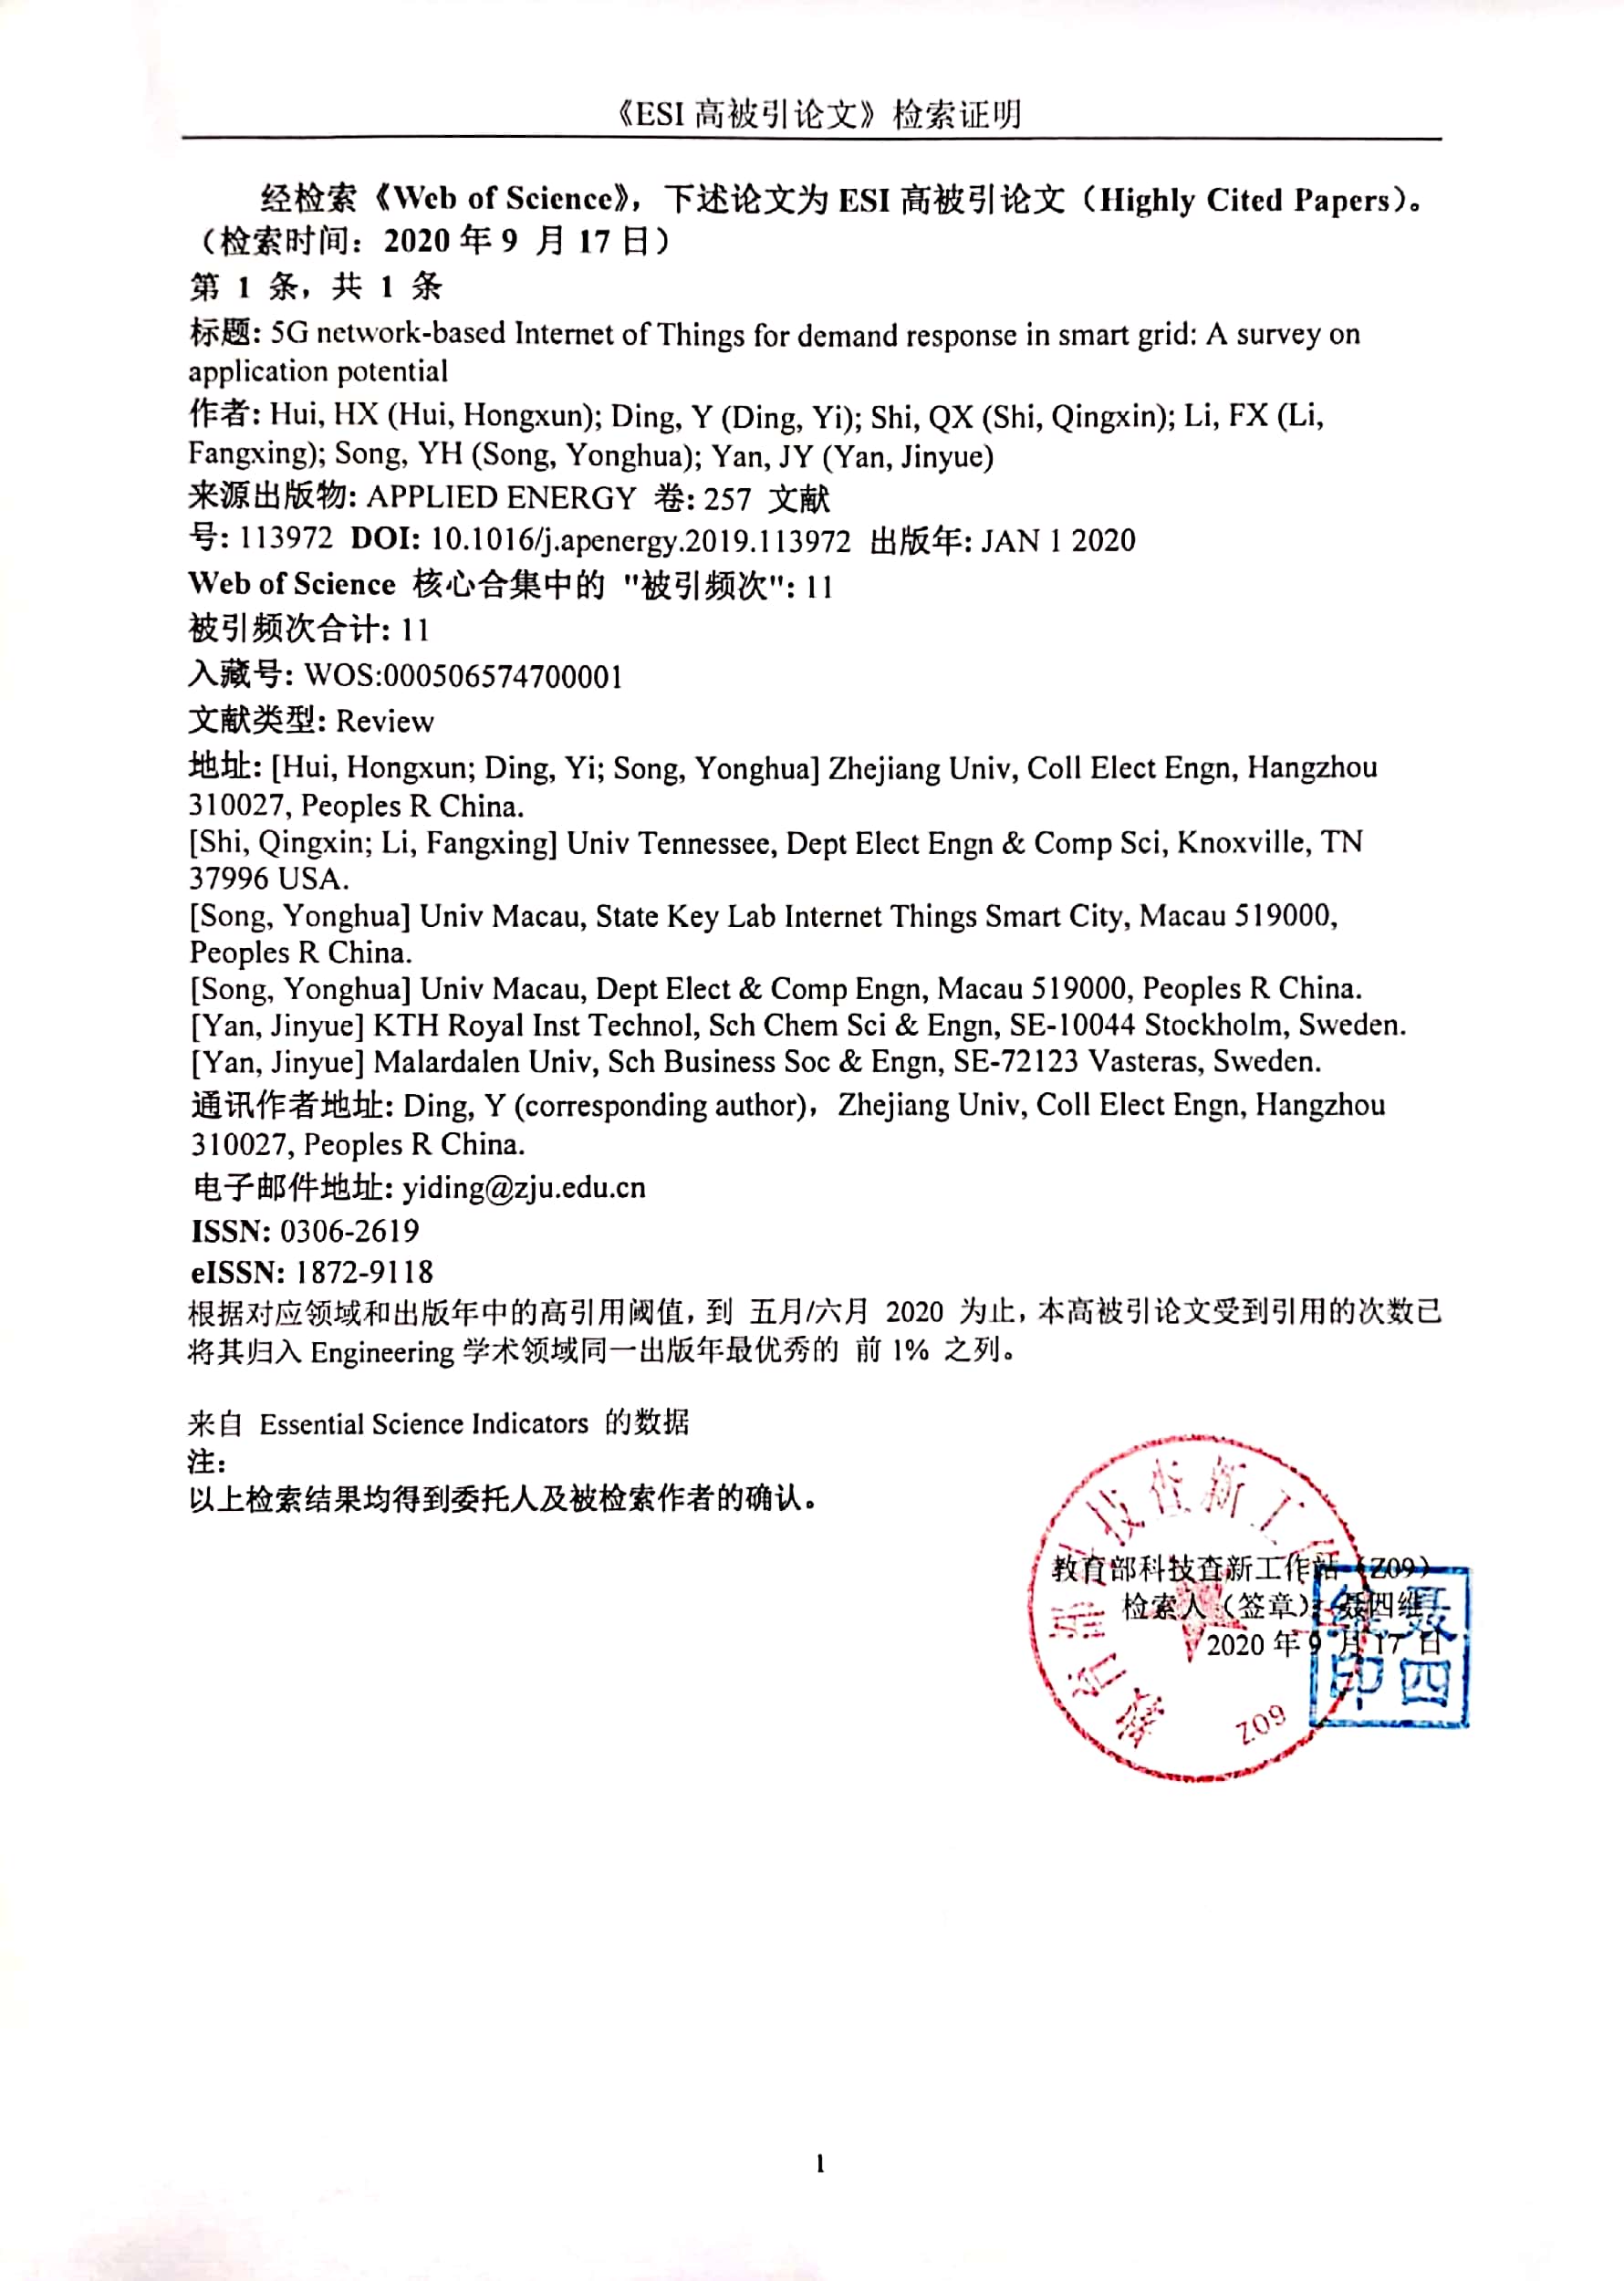 《ESI 高被引论文》检索证明
经检索《Web of Science》，下述论文为 ESI 高被引论文（Highly Cited Papers）。
（检索时间：2020 年 9 月 17 日）
第 1 条，共 1 条
标题: 5G network-based Internet of Things for demand response in smart grid: A survey on
application potential
作者: Hui, HX (Hui, Hongxun); Ding, Y (Ding, Yi); Shi, QX (Shi, Qingxin); Li, FX (Li,
Fangxing); Song, YH (Song, Yonghua); Yan, JY (Yan, Jinyue)
来源出版物: APPLIED ENERGY 卷: 257 文献
号: 113972 DOI: 10.1016/j.apenergy.2019.113972 出版年: JAN 1 2020
Web of Science 核心合集中的 "被引频次": 11
被引频次合计: 11
入藏号: WOS:000506574700001
文献类型: Review
地址: [Hui, Hongxun; Ding, Yi; Song, Yonghua] Zhejiang Univ, Coll Elect Engn, Hangzhou
310027, Peoples R China.
[Shi, Qingxin; Li, Fangxing] Univ Tennessee, Dept Elect Engn & Comp Sci, Knoxville, TN
37996 USA.
[Song, Yonghua] Univ Macau, State Key Lab Internet Things Smart City, Macau 519000,
Peoples R China.
[Song, Yonghua] Univ Macau, Dept Elect & Comp Engn, Macau 519000, Peoples R China.
[Yan, Jinyue] KTH Royal Inst Technol, Sch Chem Sci & Engn, SE-10044 Stockholm, Sweden.
[Yan, Jinyue] Malardalen Univ, Sch Business Soc & Engn, SE-72123 Vasteras, Sweden.
通讯作者地址: Ding, Y (corresponding author)，Zhejiang Univ, Coll Elect Engn, Hangzhou
310027, Peoples R China.
电子邮件地址: yiding@zju.edu.cn
ISSN: 0306-2619
eISSN: 1872-9118
根据对应领域和出版年中的高引用阈值，到 五月/六月 2020 为止，本高被引论文受到引用的次数已
将其归入 Engineering 学术领域同一出版年最优秀的 前 1% 之列。
来自 Essential Science Indicators 的数据
注：
以上检索结果均得到委托人及被检索作者的确认。
教育部科技查新工作站（Z09）
检索人（签章）：聂四维
2020 年 9 月 17 日
聂四维印
Z09
1